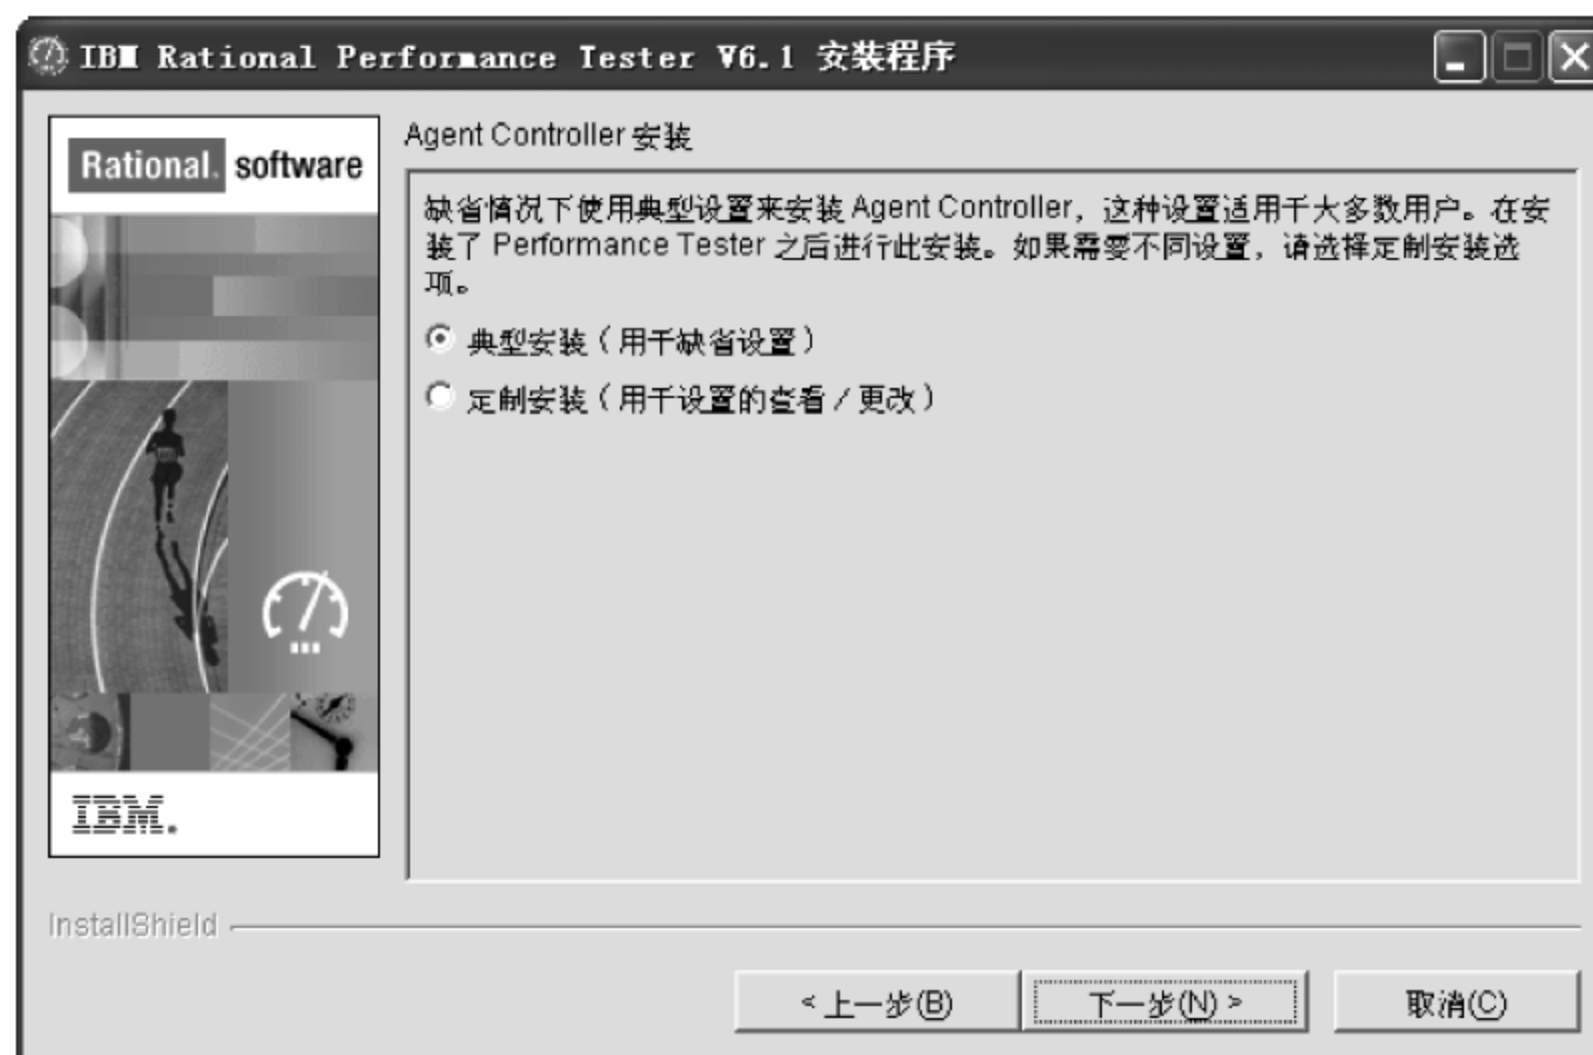 IBM Rational Performance Tester V6.1 安装程序
Rational. software
Agent Controller 安装
缺省情况下使用典型设置来安装 Agent Controller，这种设置适用于大多数用户。在安
装了 Performance Tester 之后进行此安装。如果需要不同设置，请选择定制安装选
项。
典型安装（用于缺省设置）
定制安装（用于设置的查看/更改）
IBM.
InstallShield
<上一步(B)
下一步(N) >
取消(C)